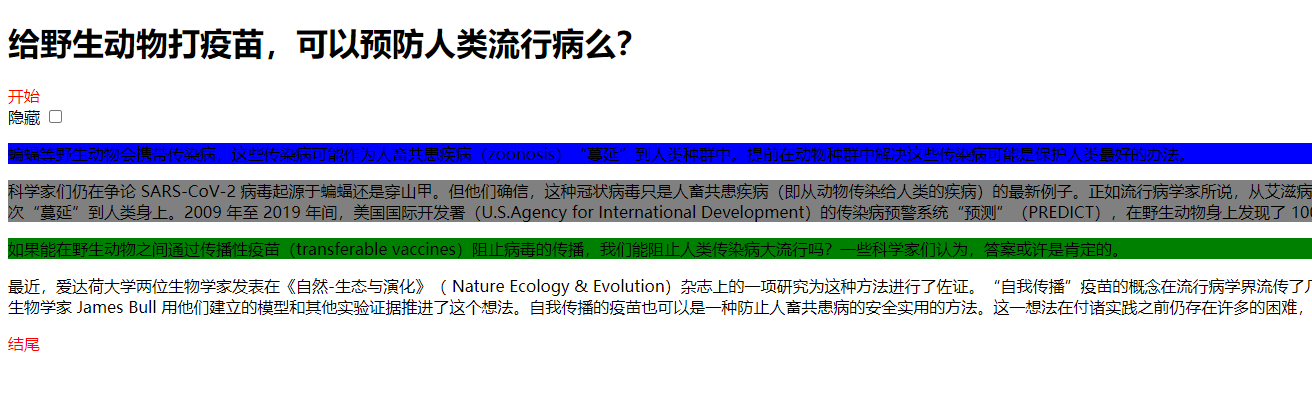 给野生动物打疫苗，可以预防人类流行病么？
开始
隐藏
蝙蝠等野生动物会携带传染病，这些传染病可能作为人畜共患疾病（zoonosis）“蔓延”到人类种群中。提前在动物种群中解决这些传染病可能是保护人类最好的办法。
科学家们仍在争论 SARS-CoV-2 病毒起源于蝙蝠还是穿山甲。但他们确信，这种冠状病毒只是人畜共患疾病（即从动物传染给人类的疾病）的最新例子。正如流行病学家所说，从艾滋病
次“蔓延”到人类身上。2009 年至 2019 年间，美国国际开发署（U.S.Agency for International Development）的传染病预警系统“预测”（PREDICT），在野生动物身上发现了 100
如果能在野生动物之间通过传播性疫苗（transferable vaccines）阻止病毒的传播，我们能阻止人类传染病大流行吗？一些科学家们认为，答案或许是肯定的。
最近，爱达荷大学两位生物学家发表在《自然-生态与演化》（ Nature Ecology & Evolution）杂志上的一项研究为这种方法进行了佐证。“自我传播”疫苗的概念在流行病学界流传了
生物学家 James Bull 用他们建立的模型和其他实验证据推进了这个想法。自我传播的疫苗也可以是一种防止人畜共患病的安全实用的方法。这一想法在付诸实践之前仍存在许多的困难，
结尾